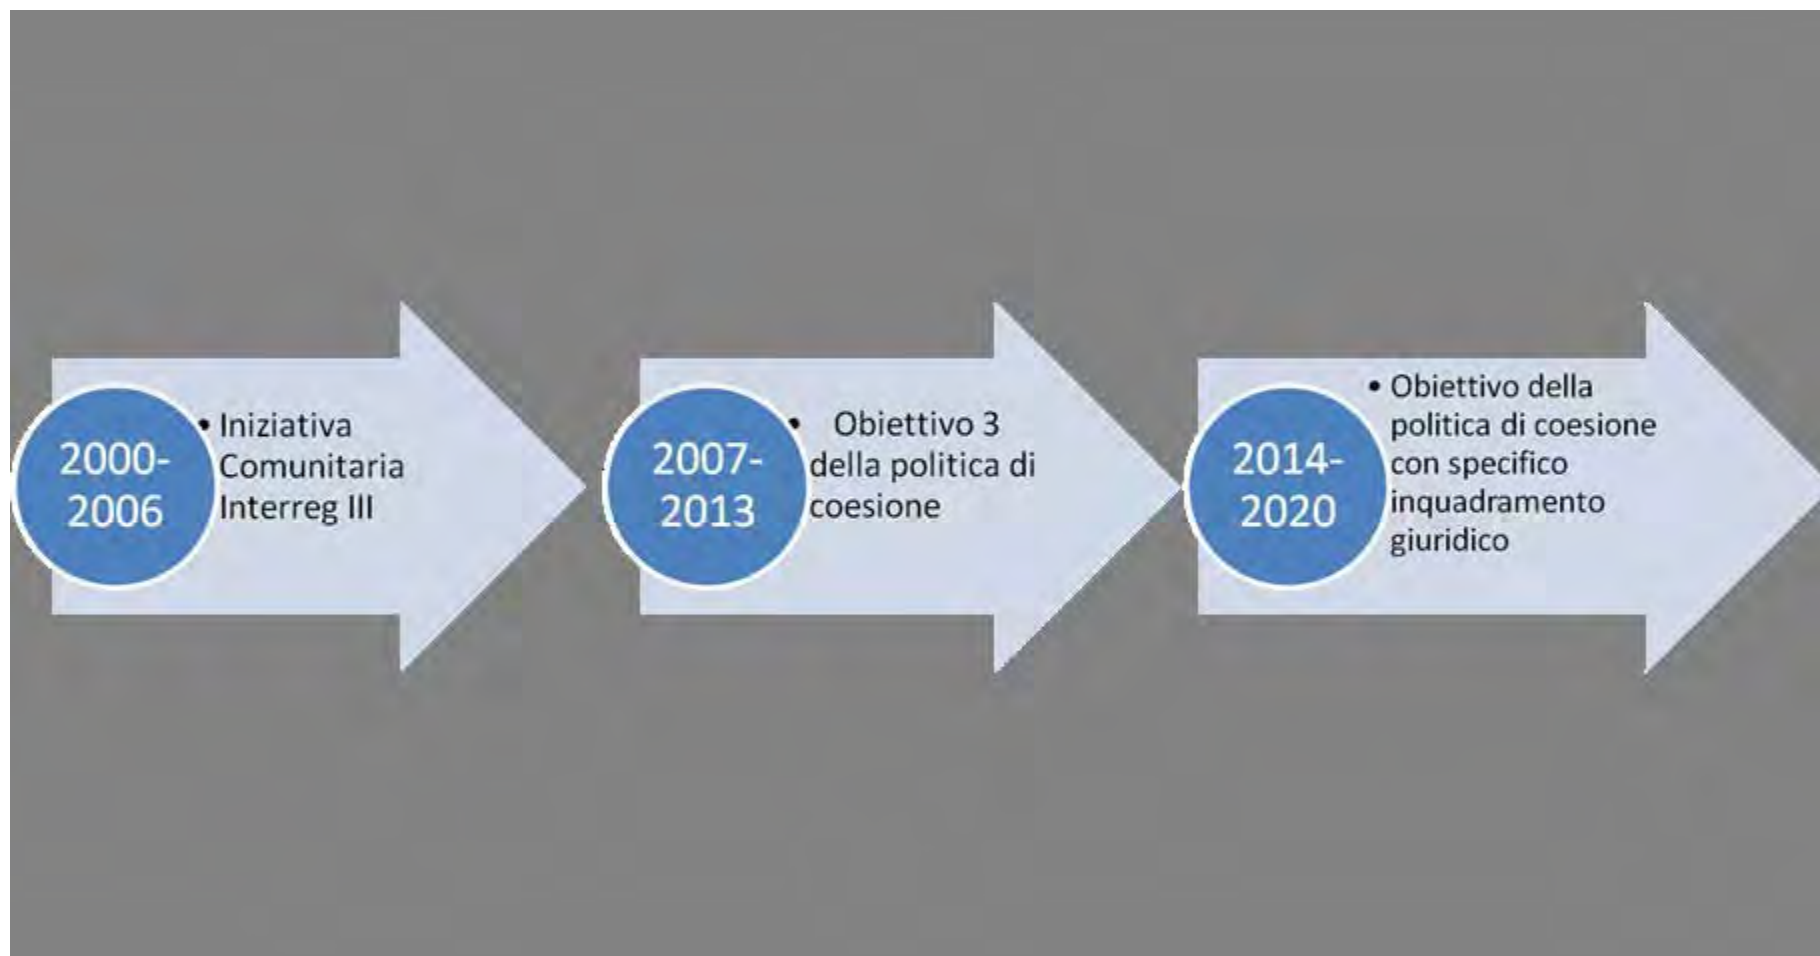 2000-
2006
• Iniziativa
Comunitaria
Interreg III
2007-
2013
• Obiettivo 3
della politica di
coesione
2014-
2020
• Obiettivo della
politica di coesione
con specifico
inquadramento
giuridico